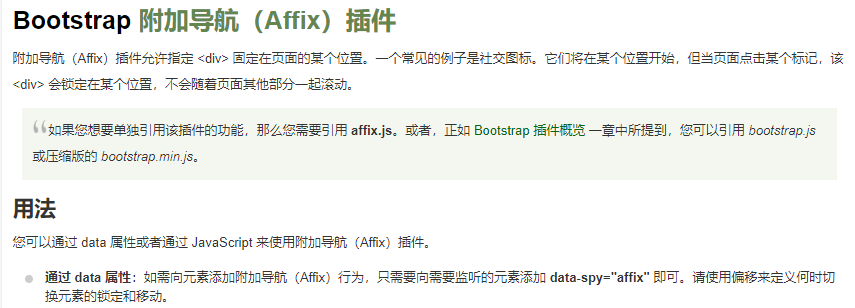 Bootstrap 附加导航（Affix）插件
附加导航（Affix）插件允许指定 <div> 固定在页面的某个位置。一个常见的例子是社交图标。它们将在某个位置开始，但当页面点击某个标记，该
<div> 会锁定在某个位置，不会随着页面其他部分一起滚动。
“如果您想要单独引用该插件的功能，那么您需要引用 affix.js。或者，正如 Bootstrap 插件概览 一章中所提到，您可以引用 bootstrap.js
或压缩版的 bootstrap.min.js。
用法
您可以通过 data 属性或者通过 JavaScript 来使用附加导航（Affix）插件。
通过 data 属性：如需向元素添加附加导航（Affix）行为，只需要向需要监听的元素添加 data-spy="affix" 即可。请使用偏移来定义何时切
换元素的锁定和移动。